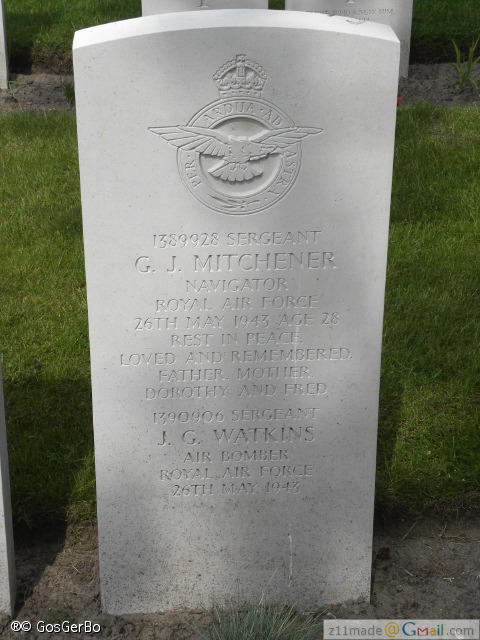 PER ARDUA AD ASTRA
1389928 SERGEANT
G. J. MITCHENER
NAVIGATOR
ROYAL AIR FORCE
26TH MAY 1943 AGE 28
REST IN PEACE.
LOVED AND REMEMBERED.
FATHER, MOTHER,
DOROTHY AND FRED
1390906 SERGEANT
J. G. WATKINS
AIR BOMBER
ROYAL AIR FORCE
26TH MAY 1943
®© GosGerBo
z11made@Gmail.com